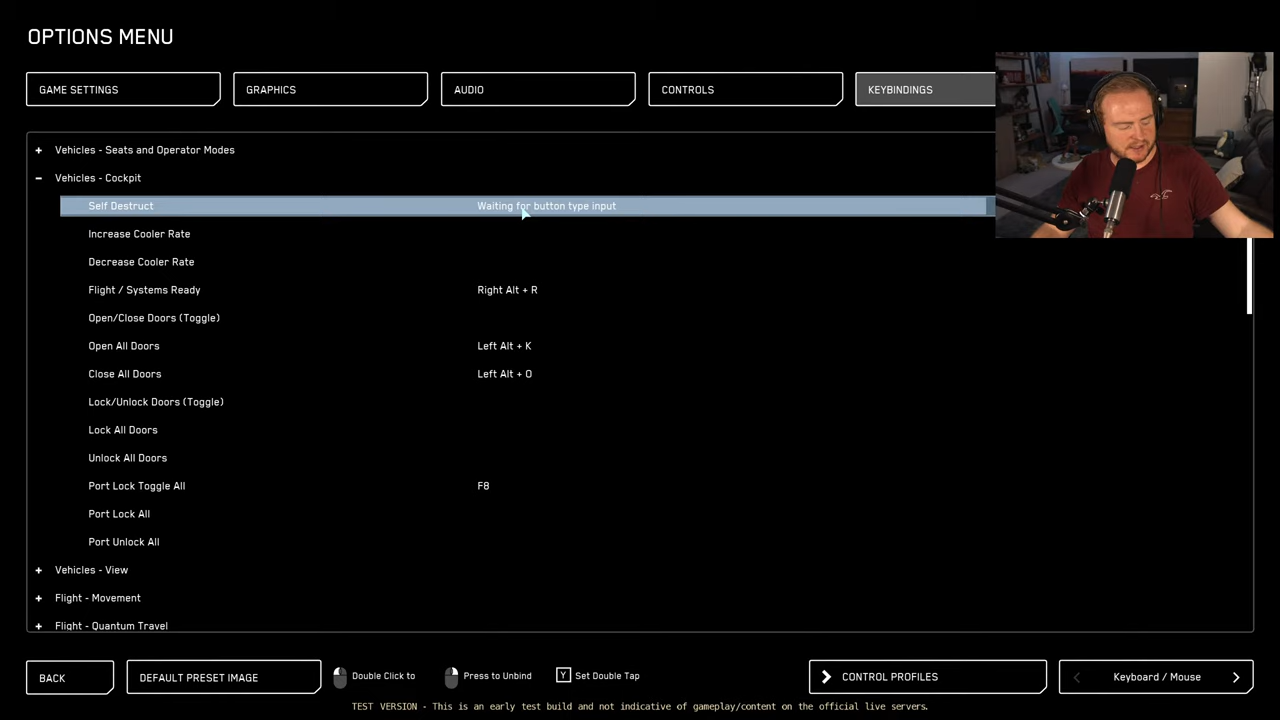 OPTIONS MENU
GAME SETTINGS
GRAPHICS
AUDIO
CONTROLS
KEYBINDINGS
+ Vehicles - Seats and Operator Modes
- Vehicles - Cockpit
Self Destruct Waiting for button type input
Increase Cooler Rate
Decrease Cooler Rate
Flight / Systems Ready Right Alt + R
Open/Close Doors (Toggle)
Open All Doors Left Alt + K
Close All Doors Left Alt + O
Lock/Unlock Doors (Toggle)
Lock All Doors
Unlock All Doors
Port Lock Toggle All F8
Port Lock All
Port Unlock All
+ Vehicles - View
+ Flight - Movement
+ Flight - Quantum Travel
BACK
DEFAULT PRESET IMAGE
Double Click to
Press to Unbind
Y Set Double Tap
CONTROL PROFILES
Keyboard / Mouse
TEST VERSION - This is an early test build and not indicative of gameplay/content on the official live servers.